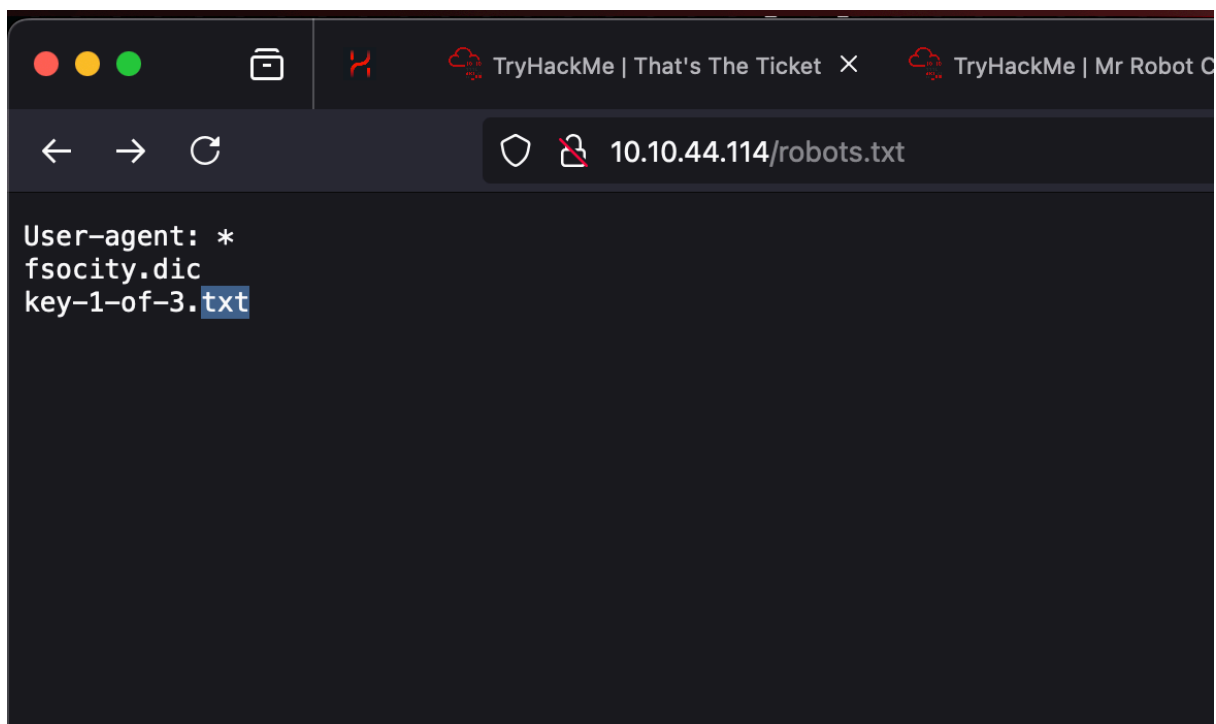 TryHackMe | That's The Ticket
TryHackMe | Mr Robot C
10.10.44.114/robots.txt
User-agent: *
fsocity.dic
key-1-of-3.txt